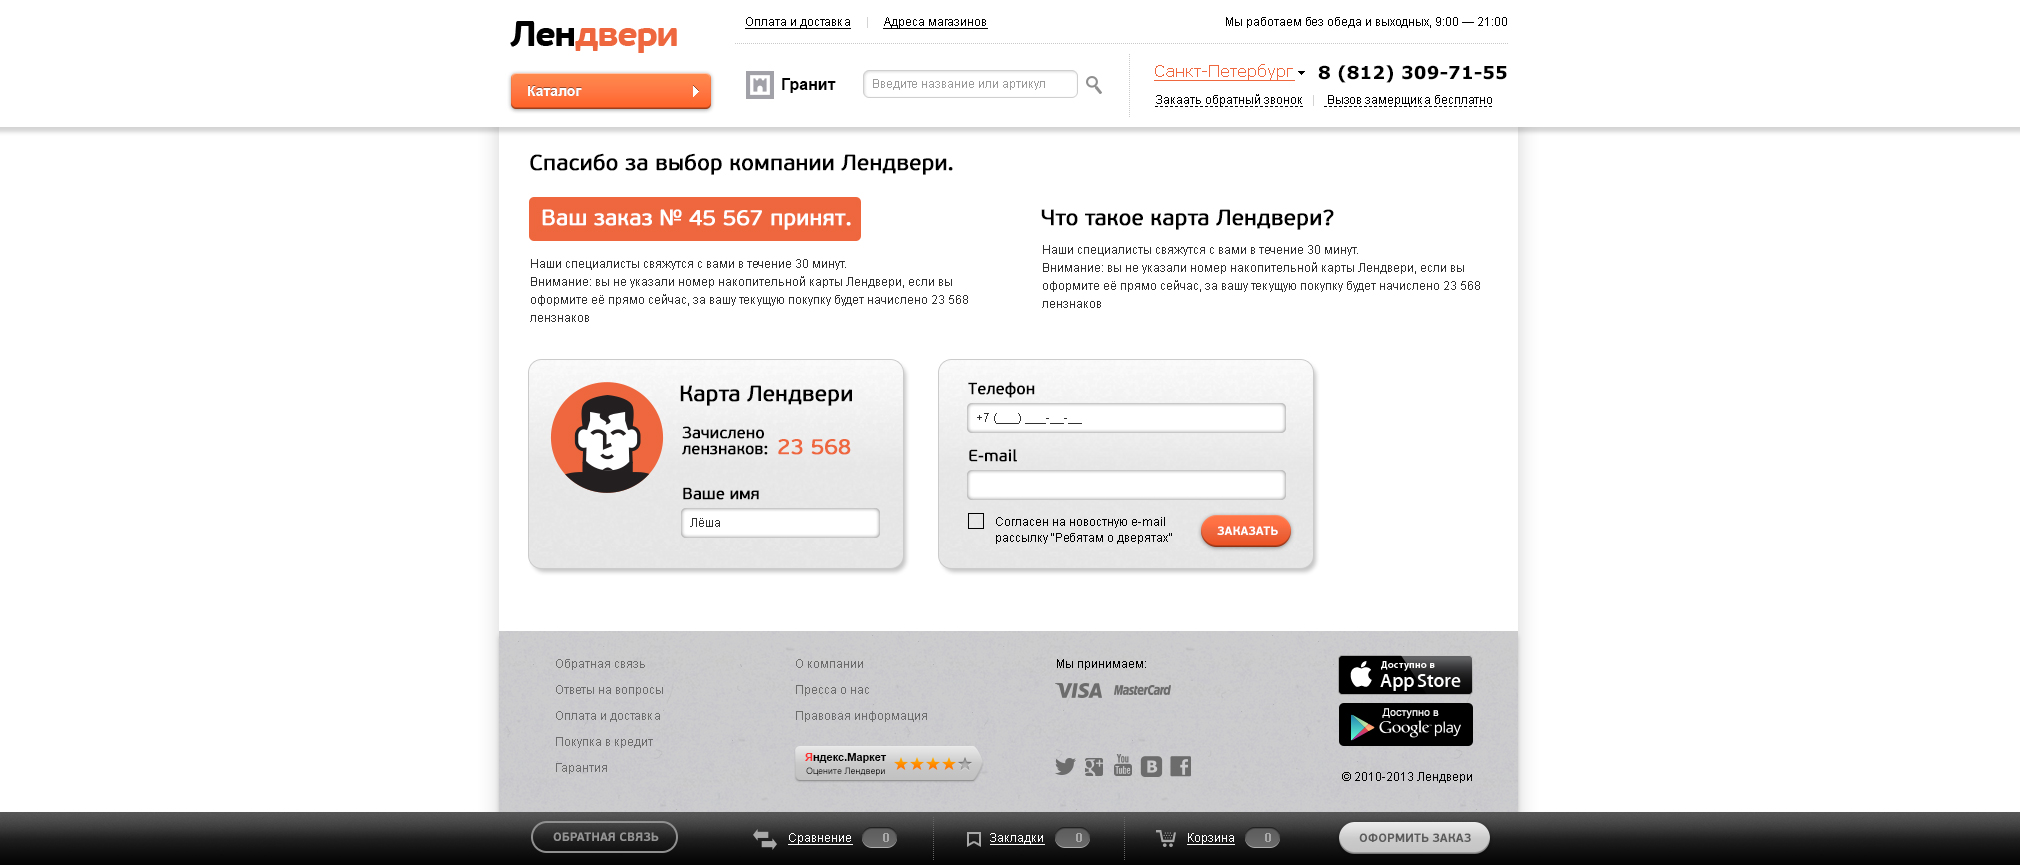 Лендвери
Оплата и доставка
Адреса магазинов
Мы работаем без обеда и выходных, 9:00 — 21:00
Каталог
Гранит
Введите название или артикул
Санкт-Петербург
8 (812) 309-71-55
Закаать обратный звонок
Вызов замерщика бесплатно
Спасибо за выбор компании Лендвери.
Ваш заказ № 45 567 принят.
Наши специалисты свяжутся с вами в течение 30 минут.
Внимание: вы не указали номер накопительной карты Лендвери, если вы
оформите её прямо сейчас, за вашу текущую покупку будет начислено 23 568
лензнаков
Что такое карта Лендвери?
Наши специалисты свяжутся с вами в течение 30 минут.
Внимание: вы не указали номер накопительной карты Лендвери, если вы
оформите её прямо сейчас, за вашу текущую покупку будет начислено 23 568
лензнаков
Карта Лендвери
Зачислено
лензнаков: 23 568
Ваше имя
Лёша
Телефон
+7 (___) ___-__-__
E-mail
Согласен на новостную e-mail
рассылку "Ребятам о дверятах"
ЗАКАЗАТЬ
Обратная связь
Ответы на вопросы
Оплата и доставка
Покупка в кредит
Гарантия
О компании
Пресса о нас
Правовая информация
Яндекс.Маркет
Оцените Лендвери
Мы принимаем:
VISA MasterCard
g+
You
Tube
B
f
Доступно в
App Store
Доступно в
Google play
© 2010-2013 Лендвери
ОБРАТНАЯ СВЯЗЬ
Сравнение 0
Закладки 0
Корзина 0
ОФОРМИТЬ ЗАКАЗ